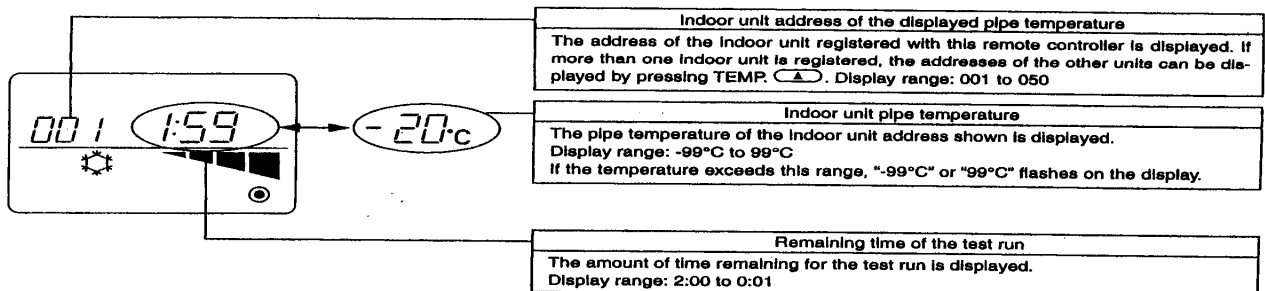 Indoor unit address of the displayed pipe temperature
The address of the indoor unit registered with this remote controller is displayed. If
more than one indoor unit is registered, the addresses of the other units can be dis-
played by pressing TEMP. ▲. Display range: 001 to 050
001 1:59 -20°C
Indoor unit pipe temperature
The pipe temperature of the indoor unit address shown is displayed.
Display range: -99°C to 99°C
If the temperature exceeds this range, "-99°C" or "99°C" flashes on the display.
Remaining time of the test run
The amount of time remaining for the test run is displayed.
Display range: 2:00 to 0:01